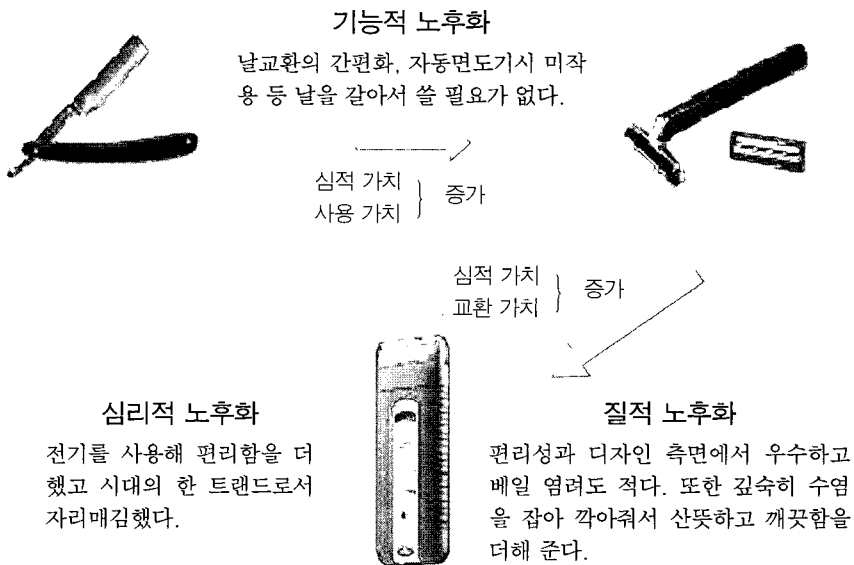 기능적 노후화
날교환의 간편화, 자동면도기시 미작
용 등 날을 갈아서 쓸 필요가 없다.
심적 가치
사용 가치
증가
심적 가치
교환 가치
증가
심리적 노후화
전기를 사용해 편리함을 더
했고 시대의 한 트랜드로서
자리매김했다.
질적 노후화
편리성과 디자인 측면에서 우수하고
베일 염려도 적다. 또한 깊숙히 수염
을 잡아 깎아줘서 산뜻하고 깨끗함을
더해 준다.